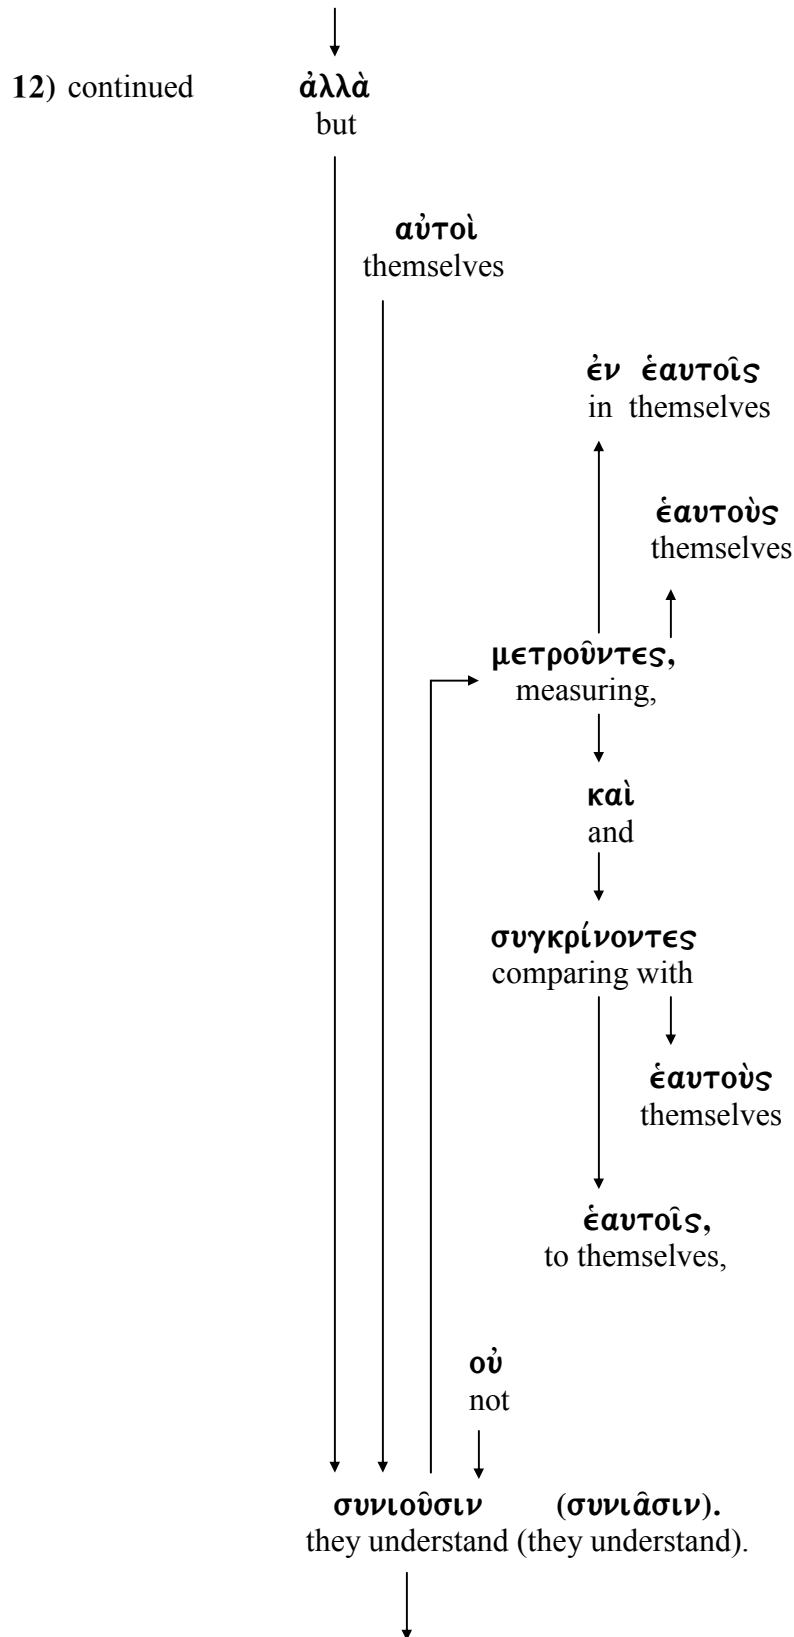 12) continued ἀλλὰ
but
αὐτοὶ
themselves
ἐν ἑαυτοῖς
in themselves
ἑαυτοὺς
themselves
μετροῦντες,
measuring,
καὶ
and
συγκρίνοντες
comparing with
ἑαυτοὺς
themselves
ἑαυτοῖς,
to themselves,
οὐ
not
συνιοῦσιν (συνιᾶσιν).
they understand (they understand).